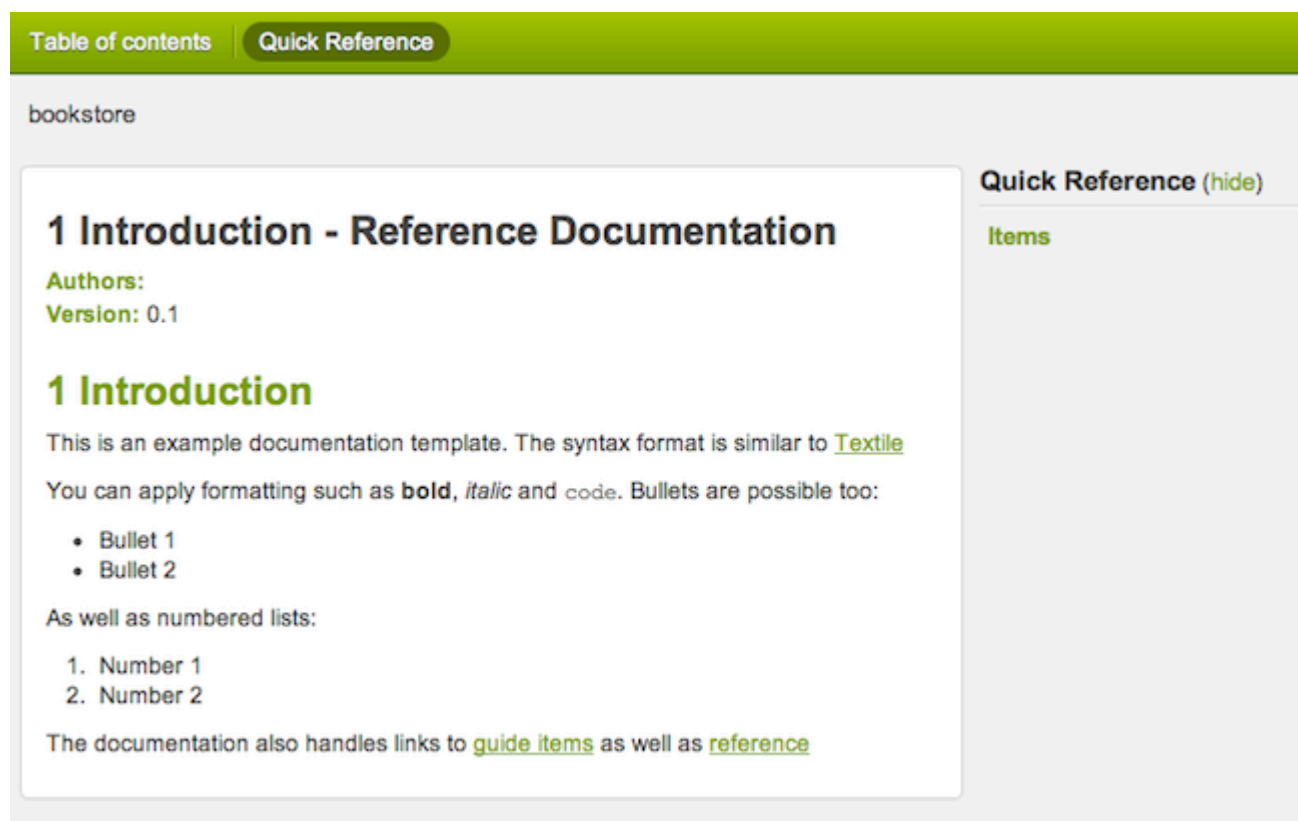 Table of contents
Quick Reference
bookstore
1 Introduction - Reference Documentation
Authors:
Version: 0.1
1 Introduction
This is an example documentation template. The syntax format is similar to Textile
You can apply formatting such as bold, italic and code. Bullets are possible too:
• Bullet 1
• Bullet 2
As well as numbered lists:
1. Number 1
2. Number 2
The documentation also handles links to guide items as well as reference
Quick Reference (hide)
Items